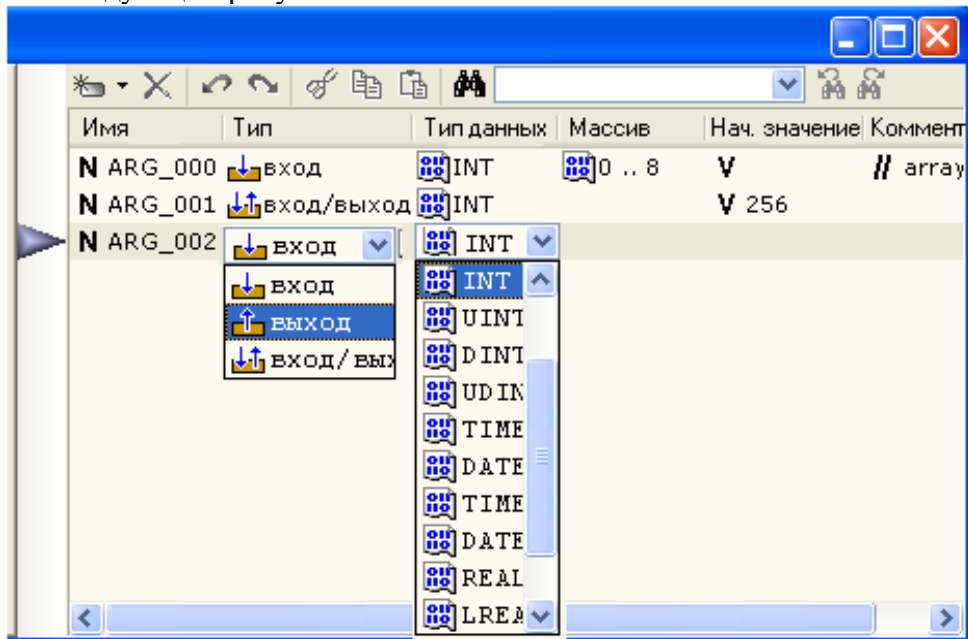 Имя Тип Тип данных Массив Нач. значение Коммент
N ARG_000 вход INT 0 .. 8 V // array
N ARG_001 вход/выход INT V 256
N ARG_002 вход INT
вход INT
выход UINT
вход/вых DINT
UDIN
TIME
DATE
TIME
DATE
REAL
LREA